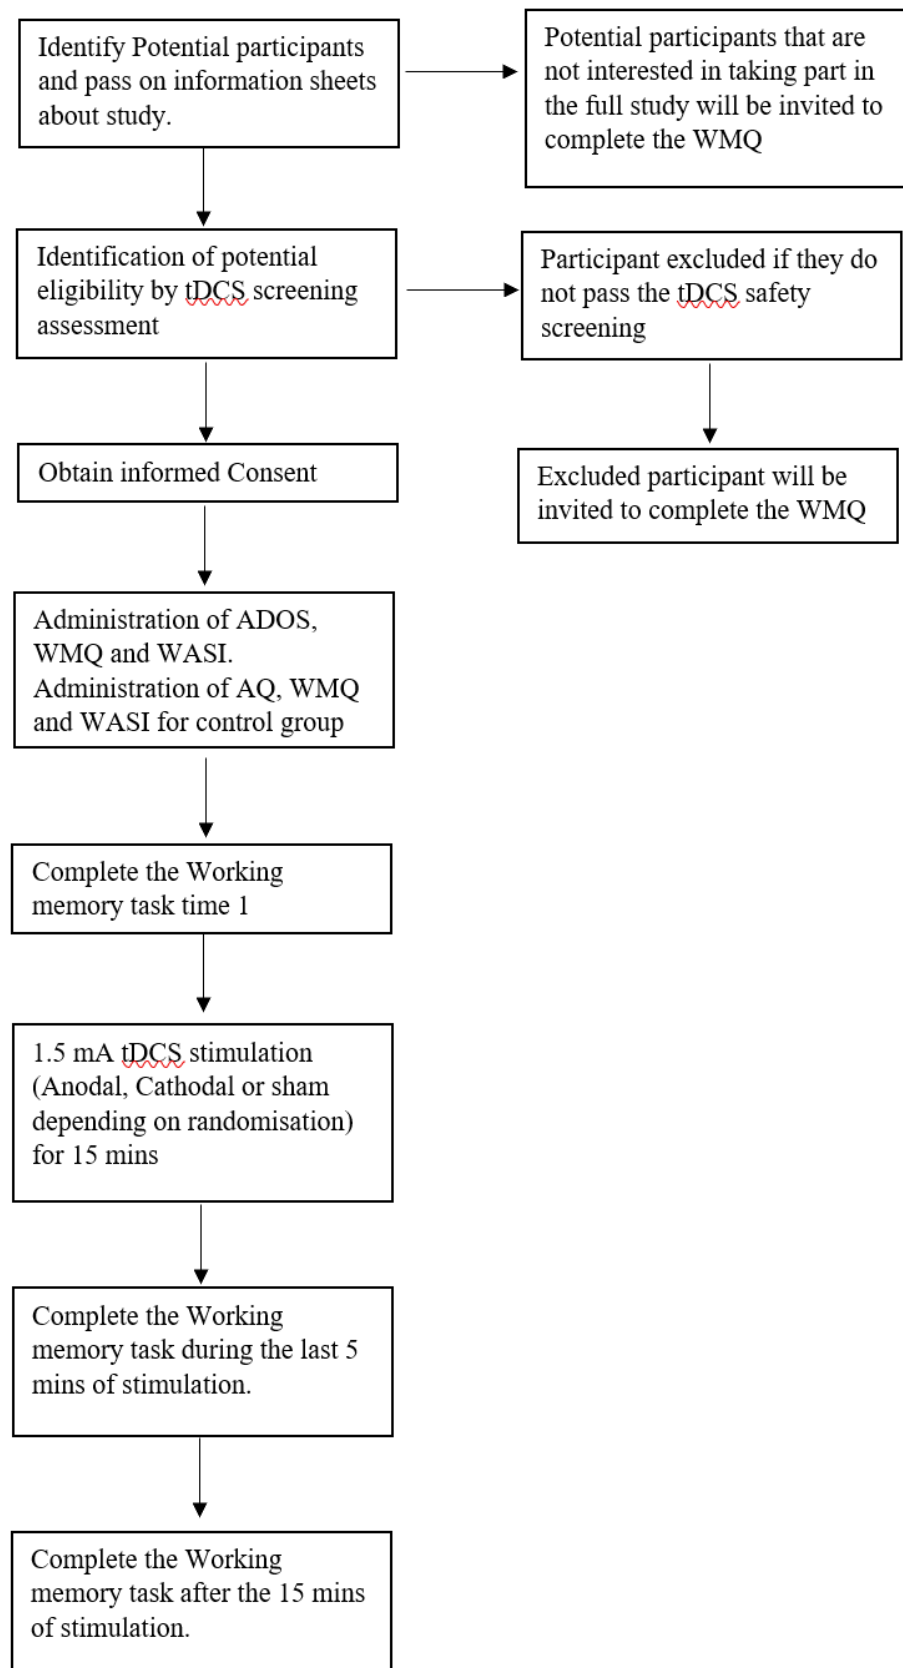 Identify Potential participants
and pass on information sheets
about study.
Potential participants that are
not interested in taking part in
the full study will be invited to
complete the WMQ
Identification of potential
eligibility by tDCS screening
assessment
Participant excluded if they do
not pass the tDCS safety
screening
Obtain informed Consent
Excluded participant will be
invited to complete the WMQ
Administration of ADOS,
WMQ and WASI.
Administration of AQ, WMQ
and WASI for control group
Complete the Working
memory task time 1
1.5 mA tDCS stimulation
(Anodal, Cathodal or sham
depending on randomisation)
for 15 mins
Complete the Working
memory task during the last 5
mins of stimulation.
Complete the Working
memory task after the 15 mins
of stimulation.